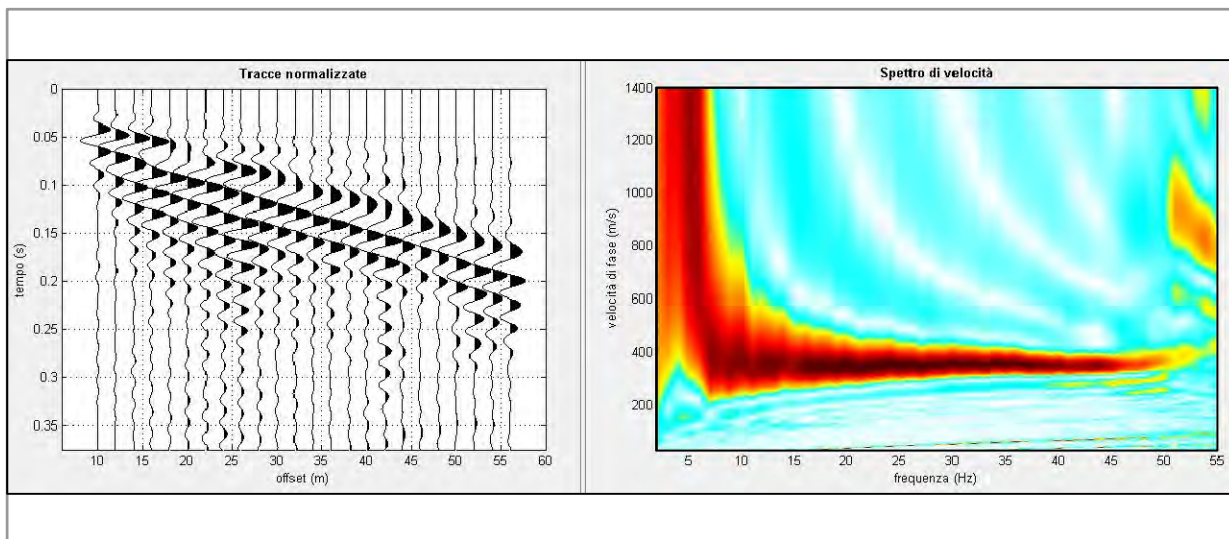 Tracce normalizzate
0
0.05
0.1
0.15
0.2
0.25
0.3
0.35
tempo (s)
10 15 20 25 30 35 40 45 50 55 60
offset (m)
Spettro di velocità
1400
1200
1000
800
600
400
200
velocità di fase (m/s)
5 10 15 20 25 30 35 40 45 50 55
frequenza (Hz)